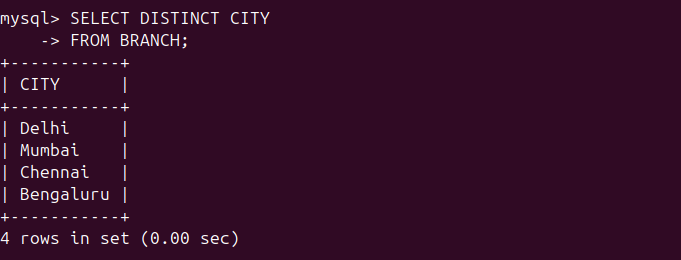 mysql> SELECT DISTINCT CITY
    -> FROM BRANCH;
+-----------+
| CITY      |
+-----------+
| Delhi     |
| Mumbai    |
| Chennai   |
| Bengaluru |
+-----------+
4 rows in set (0.00 sec)